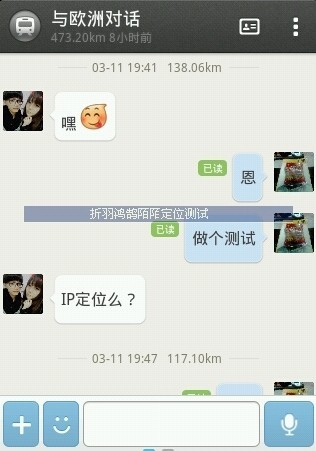 与欧洲对话
473.20km 8小时前
03-11 19:41 138.06km
嘿
已读
恩
折羽鸿鹄陌陌定位测试
已读
做个测试
IP定位么？
03-11 19:47 117.10km